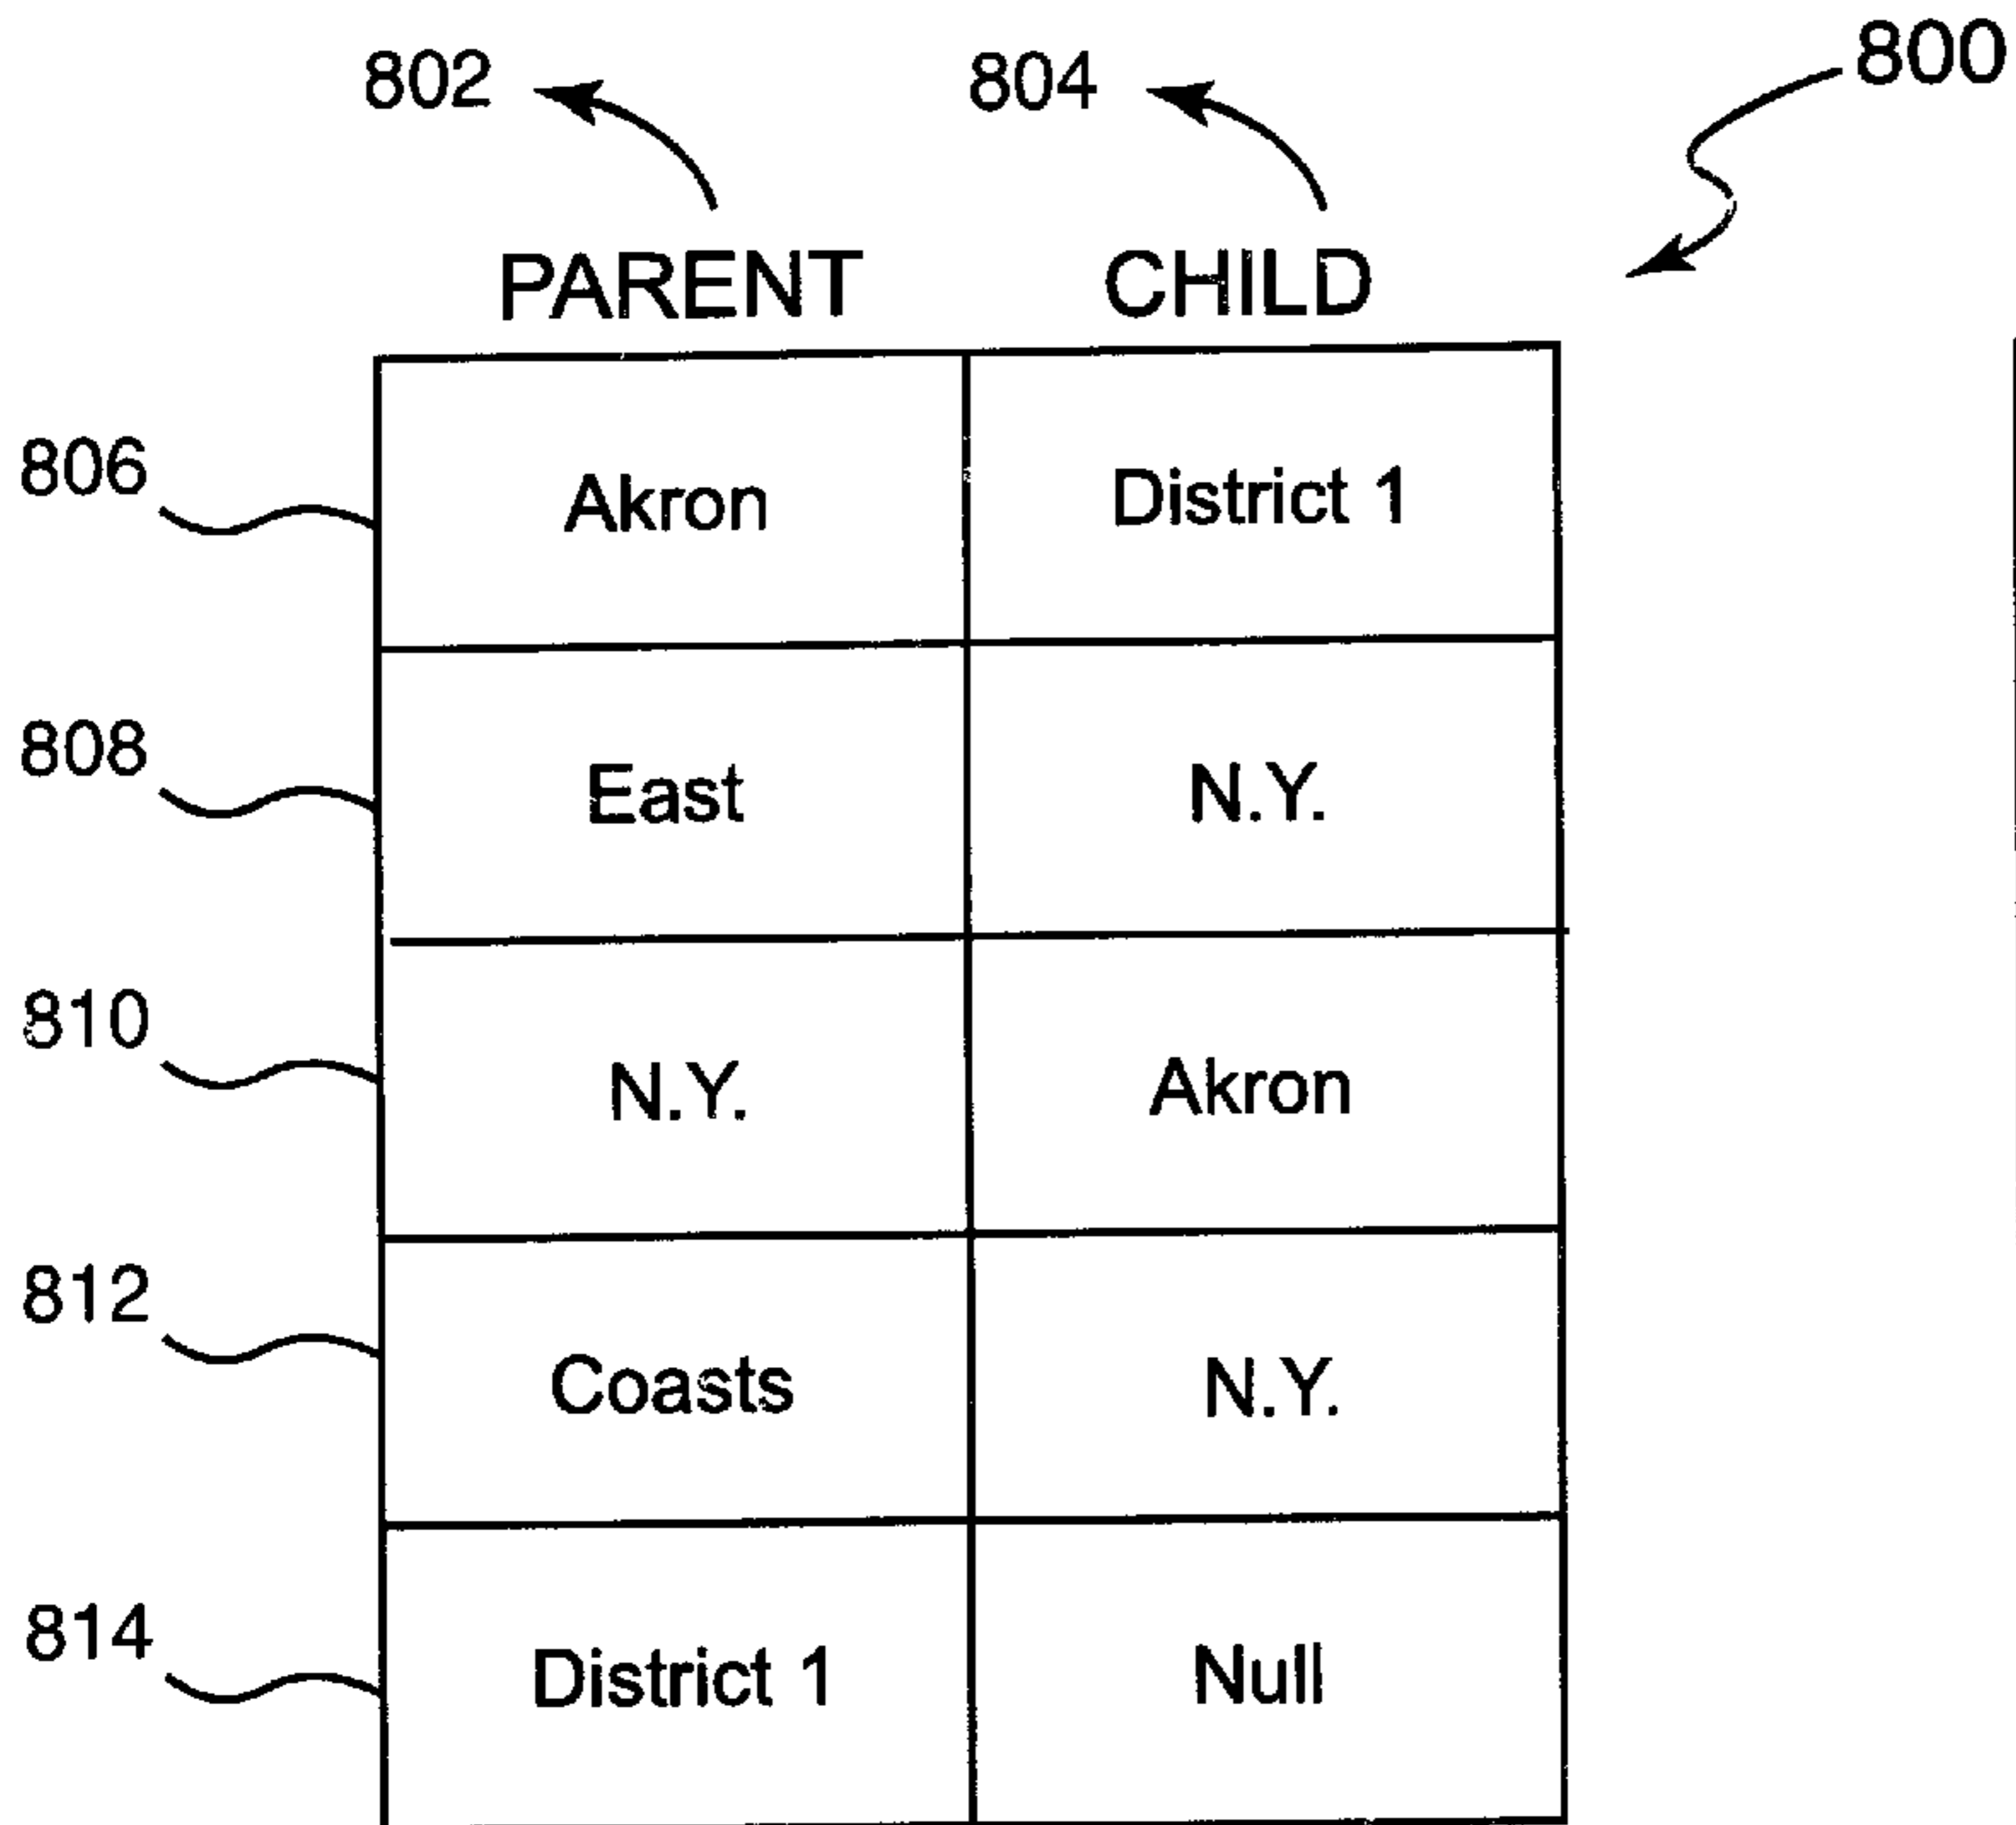 802 804 800
PARENT CHILD
806 Akron District 1
808 East N.Y.
810 N.Y. Akron
812 Coasts N.Y.
814 District 1 Null